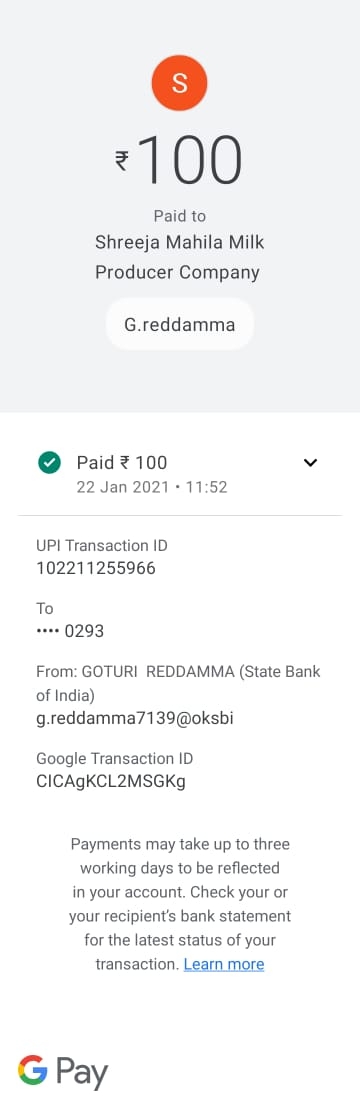 S
₹100
Paid to
Shreeja Mahila Milk
Producer Company
G.reddamma
Paid ₹ 100
22 Jan 2021 • 11:52
UPI Transaction ID
102211255966
To
•••• 0293
From: GOTURI  REDDAMMA (State Bank
of India)
g.reddamma7139@oksbi
Google Transaction ID
CICAgKCL2MSGKg
Payments may take up to three
working days to be reflected
in your account. Check your or
your recipient's bank statement
for the latest status of your
transaction. Learn more
G Pay